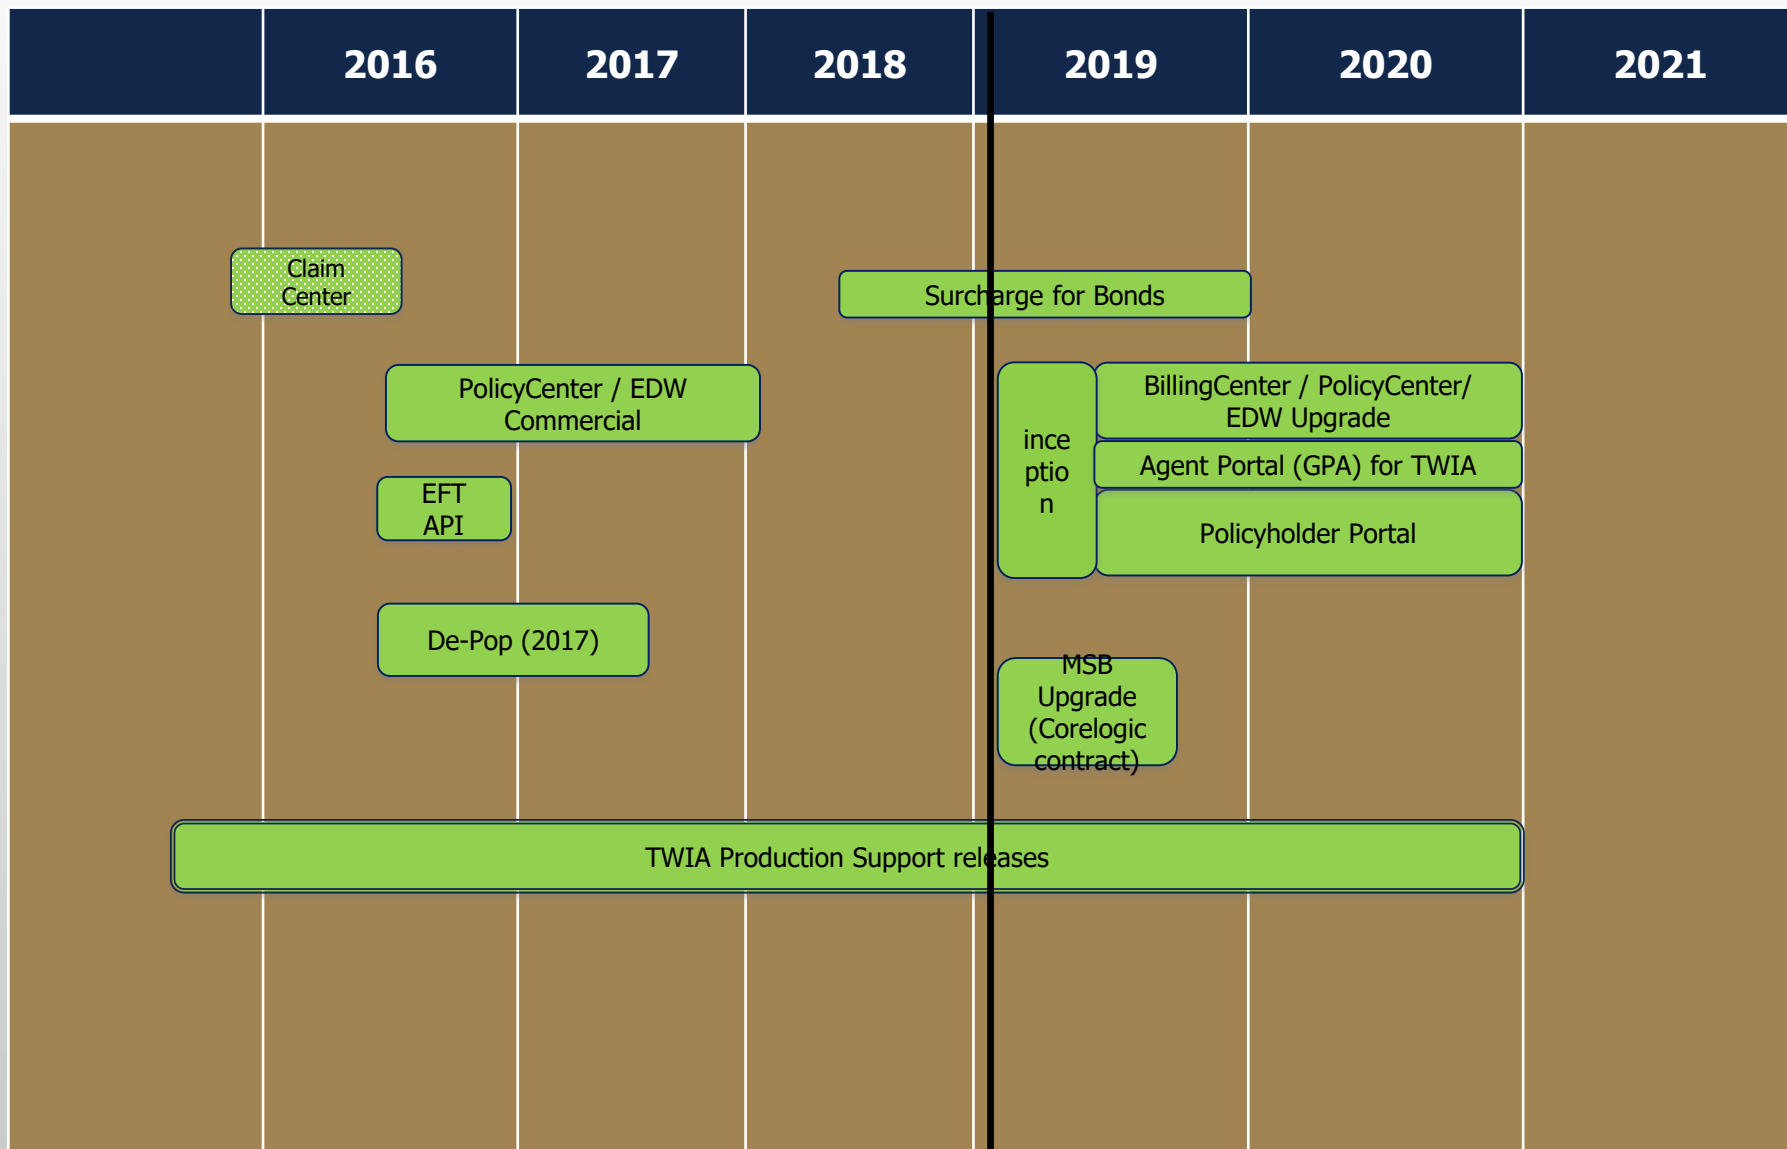 2016 2017 2018 2019 2020 2021
Claim
Center
Surcharge for Bonds
PolicyCenter / EDW
Commercial
BillingCenter / PolicyCenter/
EDW Upgrade
ince
ptio
n
Agent Portal (GPA) for TWIA
EFT
API
Policyholder Portal
De-Pop (2017)
MSB
Upgrade
(Corelogic
contract)
TWIA Production Support releases